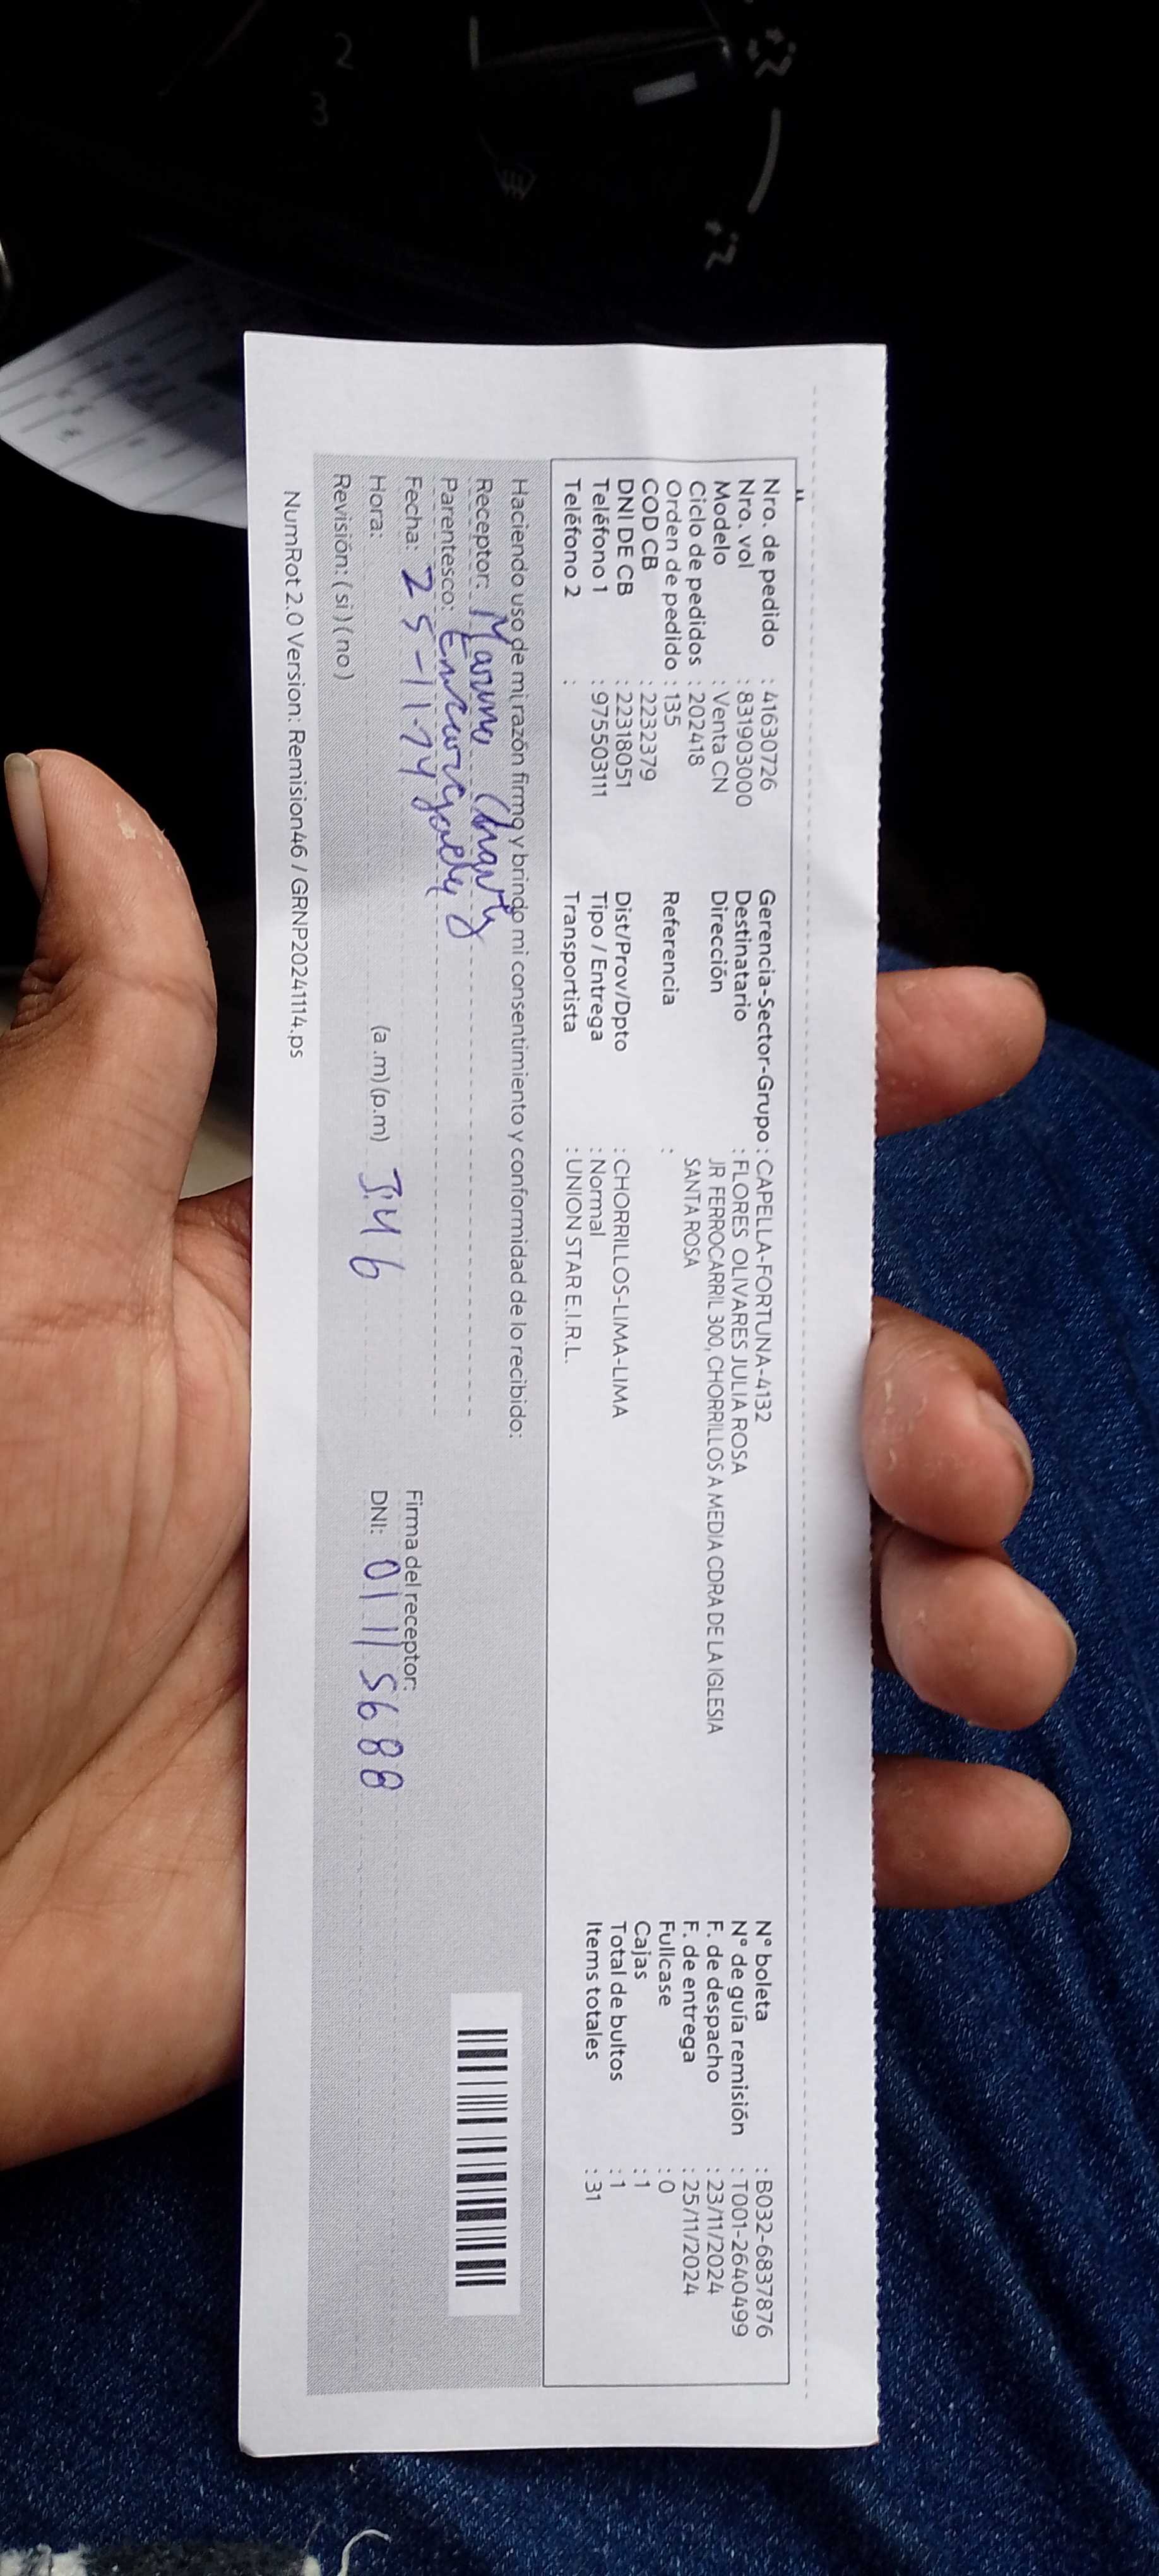 Nro. de pedido : 41630726
Nro. vol : 831903000
Modelo : Venta CN
Ciclo de pedidos : 202418
Orden de pedido : 135
COD CB : 2232379
DNI DE CB : 22318051
Teléfono 1 : 975503111
Teléfono 2 :
Gerencia-Sector-Grupo : CAPELLA-FORTUNA-4132
Destinatario : FLORES OLIVARES JULIA ROSA
Dirección JR FERROCARRIL 300, CHORRILLOS A MEDIA CDRA DE LA IGLESIA
SANTA ROSA
Referencia :
Dist/Prov/Dpto : CHORRILLOS-LIMA-LIMA
Tipo / Entrega : Normal
Transportista : UNION STAR E.I.R.L.
N° boleta : B032-6837876
N° de guía remisión : T001-2640499
F. de despacho : 23/11/2024
F. de entrega : 25/11/2024
Fullcase : 0
Cajas : 1
Total de bultos : 1
Items totales : 31
Haciendo uso de mi razón firmo y brindo mi consentimiento y conformidad de lo recibido:
Receptor:
Parentesco:
Fecha: 25-11-24
Hora: (a.m) (p.m) 3:46
Revisión: ( si ) ( no )
Firma del receptor:
DNI: 01115688
NumRot 2.0 Version: Remision46 / GRNP20241114.ps
2
3